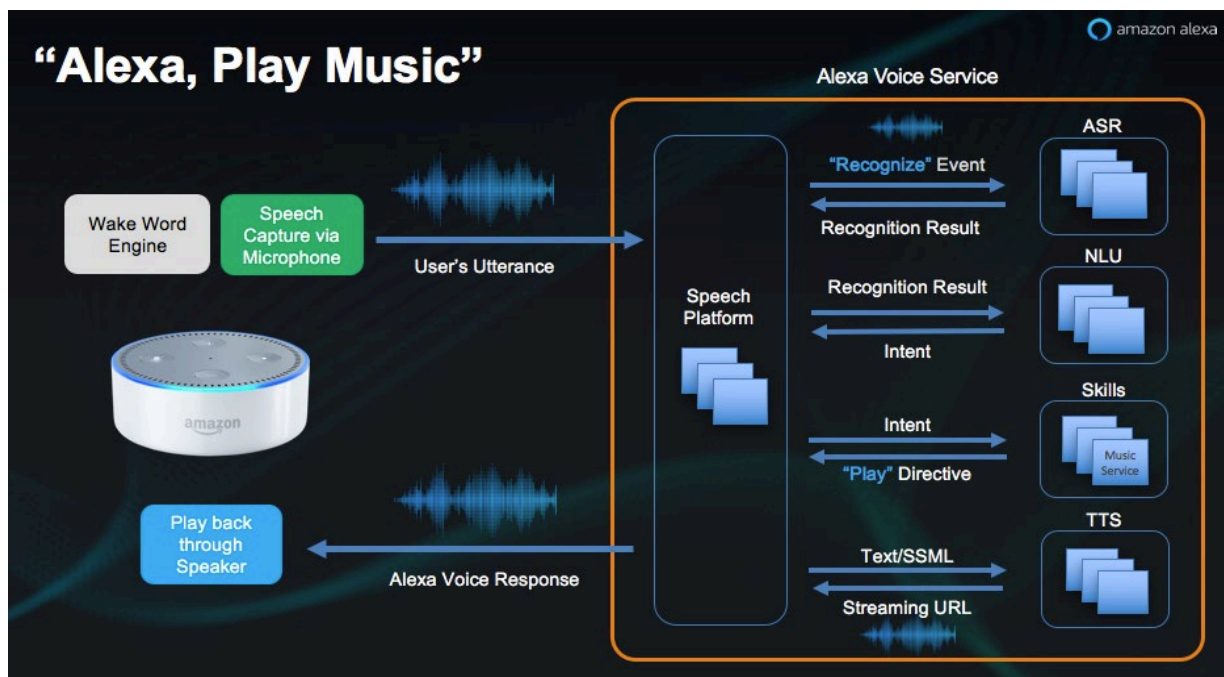 amazon alexa
“Alexa, Play Music”
Alexa Voice Service
Wake Word
Engine
Speech
Capture via
Microphone
User’s Utterance
amazon
Play back
through
Speaker
Alexa Voice Response
Speech
Platform
ASR
“Recognize” Event
Recognition Result
NLU
Recognition Result
Intent
Skills
Intent
Music
Service
“Play” Directive
TTS
Text/SSML
Streaming URL